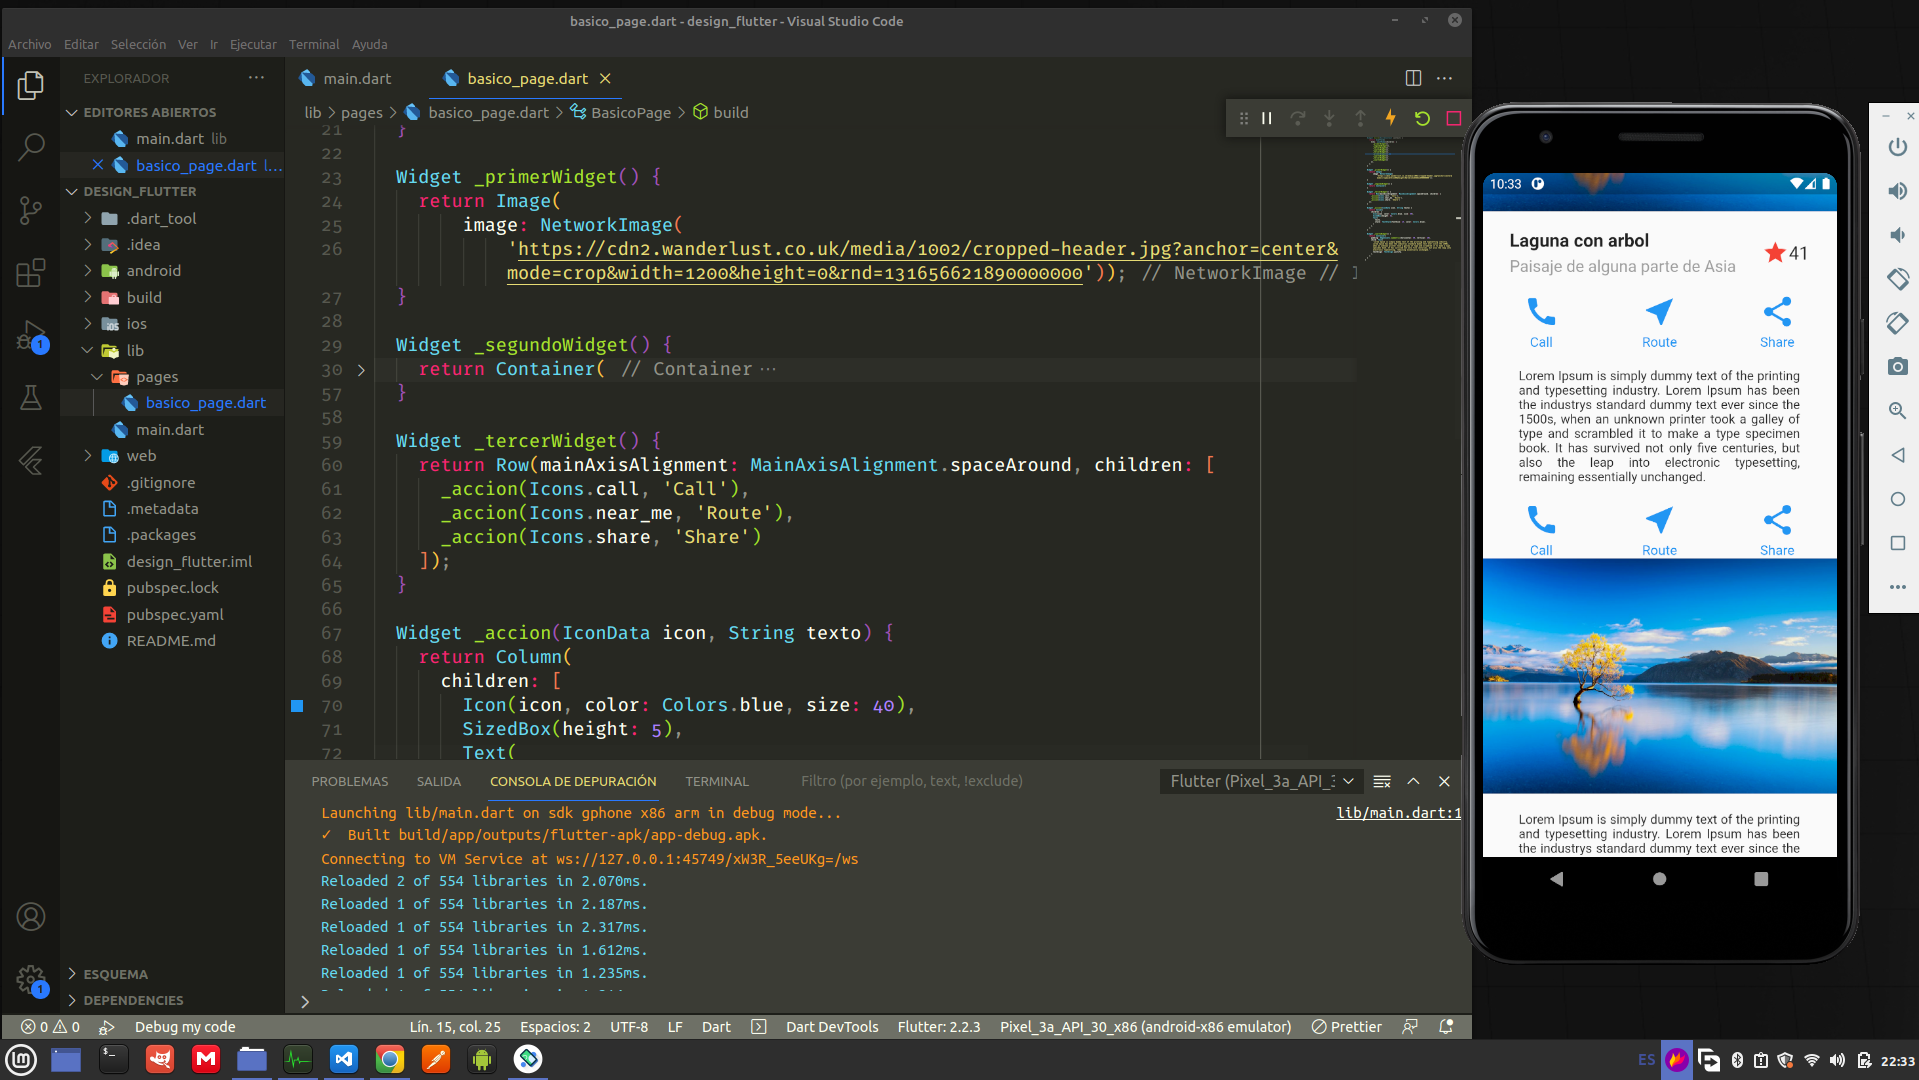 basico_page.dart - design_flutter - Visual Studio Code
Archivo Editar Selección Ver Ir Ejecutar Terminal Ayuda
EXPLORADOR
EDITORES ABIERTOS
main.dart lib
basico_page.dart l...
DESIGN_FLUTTER
.dart_tool
.idea
android
build
ios
lib
pages
basico_page.dart
main.dart
web
.gitignore
.metadata
.packages
design_flutter.iml
pubspec.lock
pubspec.yaml
README.md
ESQUEMA
DEPENDENCIES
1
1
main.dart
basico_page.dart
lib > pages > basico_page.dart > BasicoPage > build
21 }
22
23 Widget _primerWidget() {
24 return Image(
25 image: NetworkImage(
26 'https://cdn2.wanderlust.co.uk/media/1002/cropped-header.jpg?anchor=center&
mode=crop&width=1200&height=0&rnd=131656621890000000')); // NetworkImage //
27 }
28
29 Widget _segundoWidget() {
30 return Container( // Container ...
57 }
58
59 Widget _tercerWidget() {
60 return Row(mainAxisAlignment: MainAxisAlignment.spaceAround, children: [
61 _accion(Icons.call, 'Call'),
62 _accion(Icons.near_me, 'Route'),
63 _accion(Icons.share, 'Share')
64 ]);
65 }
66
67 Widget _accion(IconData icon, String texto) {
68 return Column(
69 children: [
70 Icon(icon, color: Colors.blue, size: 40),
71 SizedBox(height: 5),
72 Text(
PROBLEMAS SALIDA CONSOLA DE DEPURACIÓN TERMINAL Filtro (por ejemplo, text, !exclude) Flutter (Pixel_3a_API_3
Launching lib/main.dart on sdk gphone x86 arm in debug mode... lib/main.dart:1
✓ Built build/app/outputs/flutter-apk/app-debug.apk.
Connecting to VM Service at ws://127.0.0.1:45749/xW3R_5eeUKg=/ws
Reloaded 2 of 554 libraries in 2.070ms.
Reloaded 1 of 554 libraries in 2.187ms.
Reloaded 1 of 554 libraries in 2.317ms.
Reloaded 1 of 554 libraries in 1.612ms.
Reloaded 1 of 554 libraries in 1.235ms.
0 0 Debug my code Lín. 15, col. 25 Espacios: 2 UTF-8 LF Dart Dart DevTools Flutter: 2.2.3 Pixel_3a_API_30_x86 (android-x86 emulator) Prettier
10:33
Laguna con arbol
Paisaje de alguna parte de Asia
41
Call Route Share
Lorem Ipsum is simply dummy text of the printing
and typesetting industry. Lorem Ipsum has been
the industrys standard dummy text ever since the
1500s, when an unknown printer took a galley of
type and scrambled it to make a type specimen
book. It has survived not only five centuries, but
also the leap into electronic typesetting,
remaining essentially unchanged.
Call Route Share
Lorem Ipsum is simply dummy text of the printing
and typesetting industry. Lorem Ipsum has been
the industrys standard dummy text ever since the
ES 22:33